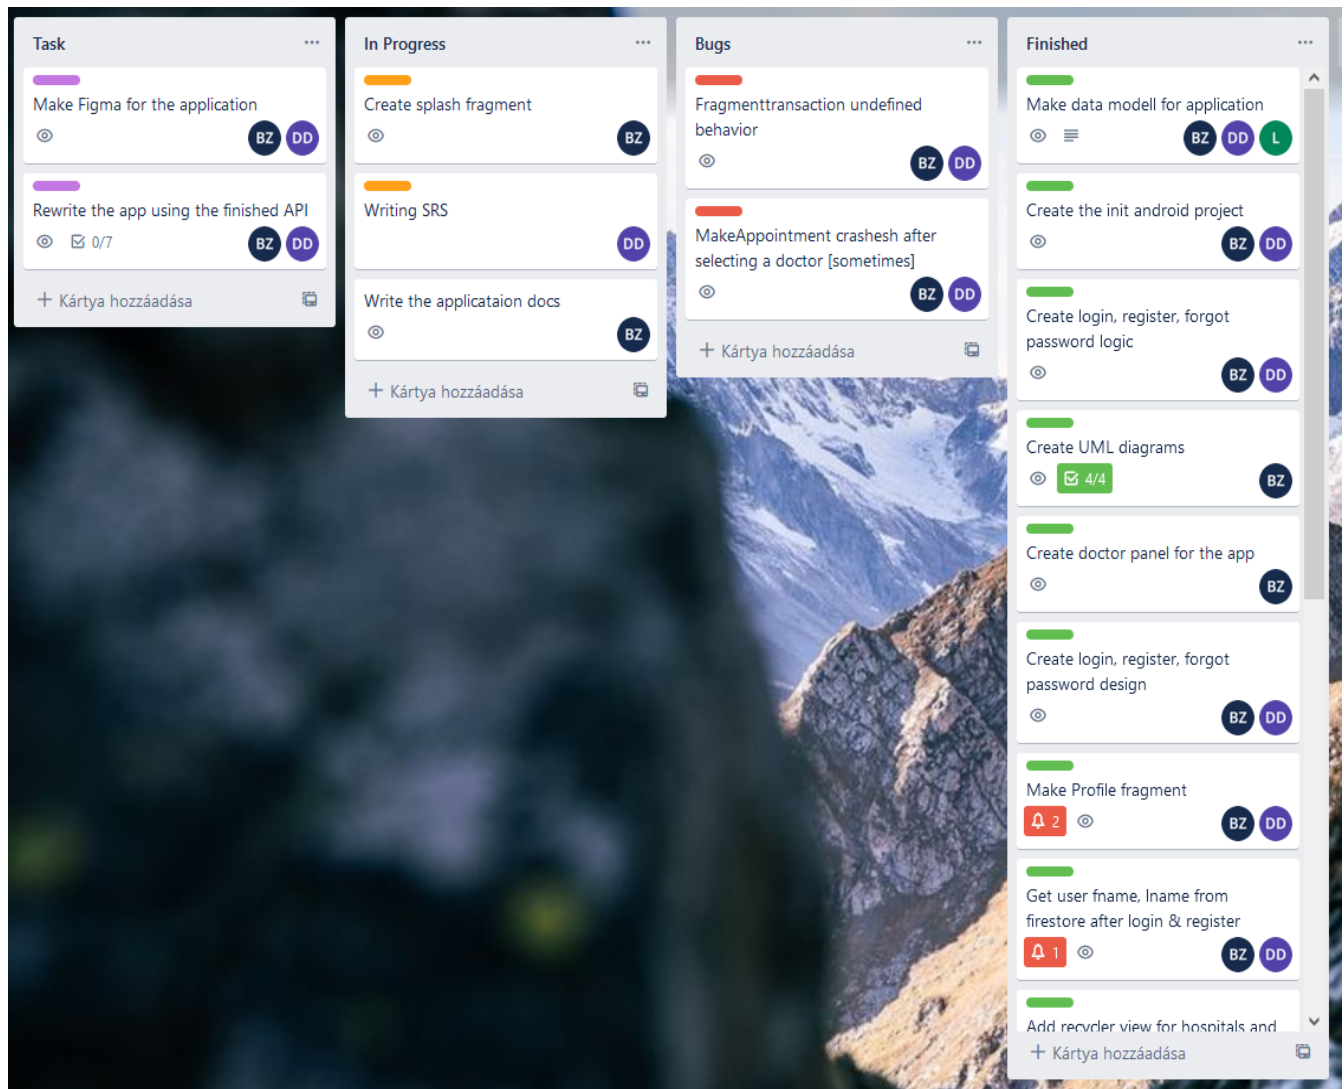 Task
Make Figma for the application
BZ DD
Rewrite the app using the finished API
0/7
BZ DD
+ Kártya hozzáadása
In Progress
Create splash fragment
BZ
Writing SRS
DD
Write the applicataion docs
BZ
+ Kártya hozzáadása
Bugs
Fragmenttransaction undefined
behavior
BZ DD
MakeAppointment crashesh after
selecting a doctor [sometimes]
BZ DD
+ Kártya hozzáadása
Finished
Make data modell for application
BZ DD L
Create the init android project
BZ DD
Create login, register, forgot
password logic
BZ DD
Create UML diagrams
4/4
BZ
Create doctor panel for the app
BZ
Create login, register, forgot
password design
BZ DD
Make Profile fragment
2
BZ DD
Get user fname, lname from
firestore after login & register
1
BZ DD
Add recycler view for hospitals and
+ Kártya hozzáadása